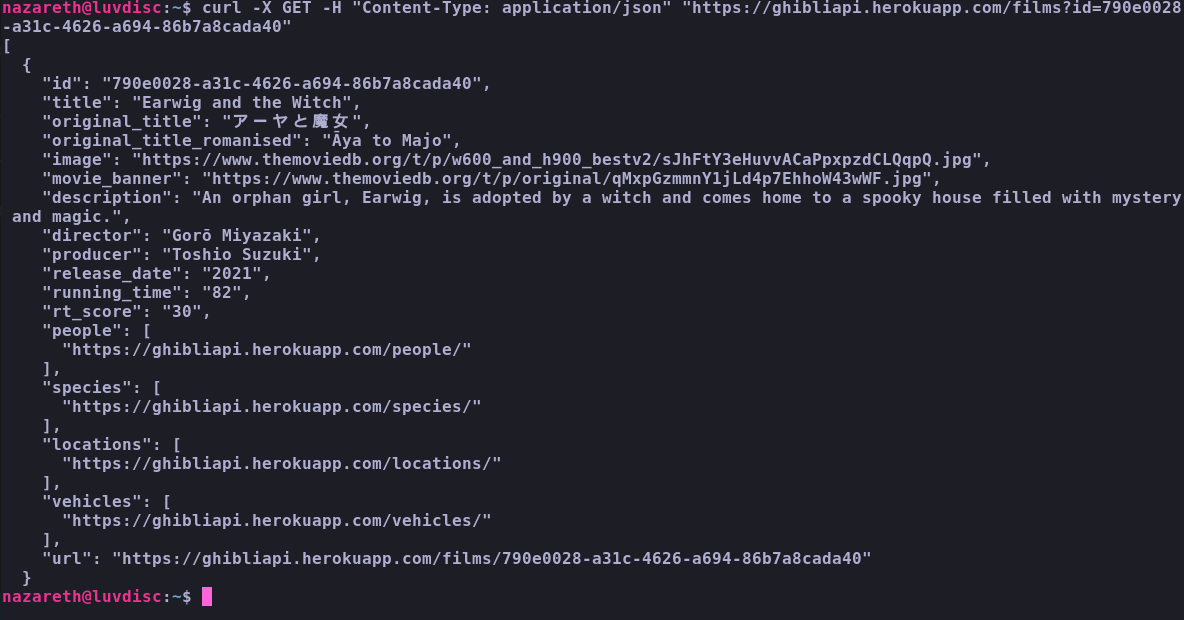 nazareth@luvdisc:~$ curl -X GET -H "Content-Type: application/json" "https://ghibliapi.herokuapp.com/films?id=790e0028
-a31c-4626-a694-86b7a8cada40"
[
  {
    "id": "790e0028-a31c-4626-a694-86b7a8cada40",
    "title": "Earwig and the Witch",
    "original_title": "アーヤと魔女",
    "original_title_romanised": "Āya to Majo",
    "image": "https://www.themoviedb.org/t/p/w600_and_h900_bestv2/sJhFtY3eHuvvACaPpxpzdCLQqpQ.jpg",
    "movie_banner": "https://www.themoviedb.org/t/p/original/qMxpGzmmnY1jLd4p7EhhoW43wWF.jpg",
    "description": "An orphan girl, Earwig, is adopted by a witch and comes home to a spooky house filled with mystery
 and magic.",
    "director": "Gorō Miyazaki",
    "producer": "Toshio Suzuki",
    "release_date": "2021",
    "running_time": "82",
    "rt_score": "30",
    "people": [
      "https://ghibliapi.herokuapp.com/people/"
    ],
    "species": [
      "https://ghibliapi.herokuapp.com/species/"
    ],
    "locations": [
      "https://ghibliapi.herokuapp.com/locations/"
    ],
    "vehicles": [
      "https://ghibliapi.herokuapp.com/vehicles/"
    ],
    "url": "https://ghibliapi.herokuapp.com/films/790e0028-a31c-4626-a694-86b7a8cada40"
  }
nazareth@luvdisc:~$